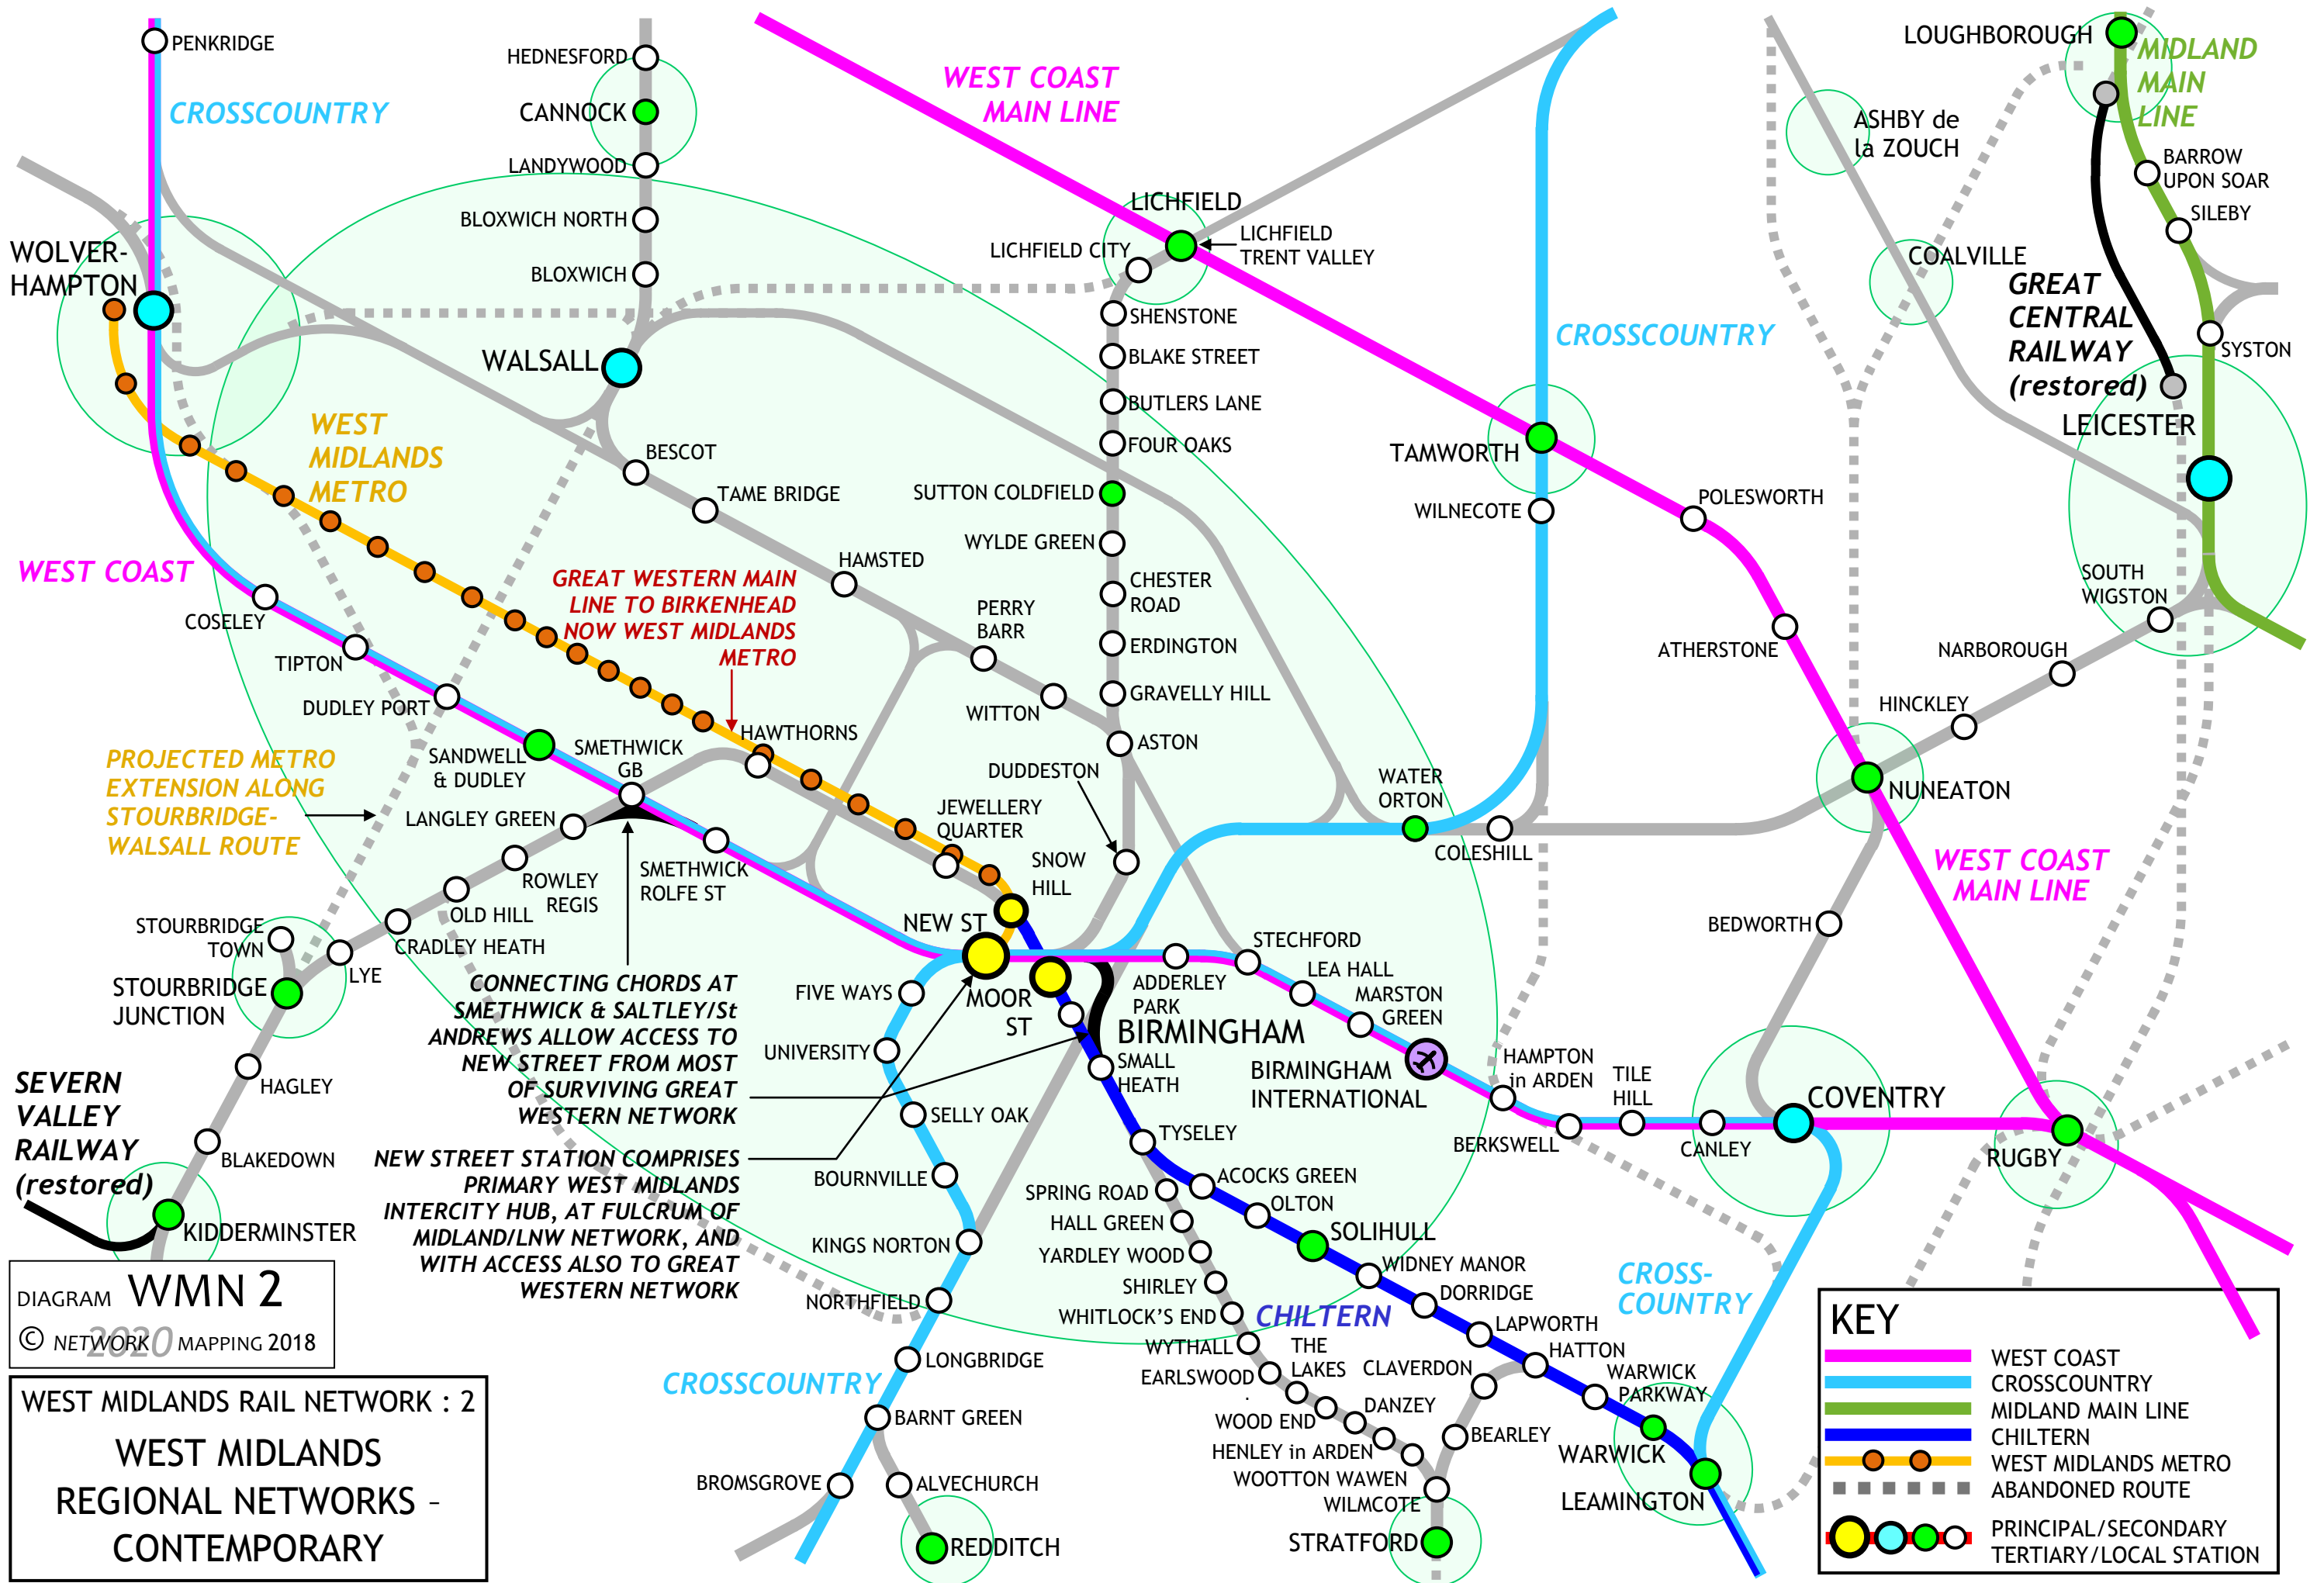 PENKRIDGE
CROSSCOUNTRY
HEDNESFORD
CANNOCK
LANDYWOOD
BLOXWICH NORTH
BLOXWICH
WEST COAST
MAIN LINE
LICHFIELD
LICHFIELD CITY
LICHFIELD
TRENT VALLEY
LOUGHBOROUGH
MIDLAND
MAIN
LINE
ASHBY de
la ZOUCH
BARROW
UPON SOAR
SILEBY
COALVILLE
GREAT
CENTRAL
RAILWAY
(restored)
SYSTON
LEICESTER
WOLVER-
HAMPTON
WALSALL
SHENSTONE
BLAKE STREET
BUTLERS LANE
FOUR OAKS
SUTTON COLDFIELD
WYLDE GREEN
CHESTER
ROAD
ERDINGTON
GRAVELLY HILL
ASTON
DUDDESTON
CROSSCOUNTRY
TAMWORTH
WILNECOTE
POLESWORTH
ATHERSTONE
SOUTH
WIGSTON
NARBOROUGH
HINCKLEY
NUNEATON
WEST
MIDLANDS
METRO
BESCOT
TAME BRIDGE
HAMSTED
PERRY
BARR
WITTON
WEST COAST
COSELEY
TIPTON
DUDLEY PORT
SANDWELL
& DUDLEY
SMETHWICK
GB
GREAT WESTERN MAIN
LINE TO BIRKENHEAD
NOW WEST MIDLANDS
METRO
HAWTHORNS
JEWELLERY
QUARTER
SNOW
HILL
PROJECTED METRO
EXTENSION ALONG
STOURBRIDGE-
WALSALL ROUTE
LANGLEY GREEN
SMETHWICK
ROLFE ST
ROWLEY
REGIS
OLD HILL
CRADLEY HEATH
LYE
STOURBRIDGE
TOWN
STOURBRIDGE
JUNCTION
HAGLEY
BLAKEDOWN
KIDDERMINSTER
SEVERN
VALLEY
RAILWAY
(restored)
WATER
ORTON
COLESHILL
WEST COAST
MAIN LINE
BEDWORTH
NEW ST
MOOR
ST
BIRMINGHAM
ADDERLEY
PARK
STECHFORD
LEA HALL
MARSTON
GREEN
BIRMINGHAM
INTERNATIONAL
HAMPTON
in ARDEN
BERKSWELL
TILE
HILL
CANLEY
COVENTRY
RUGBY
CONNECTING CHORDS AT
SMETHWICK & SALTLEY/St
ANDREWS ALLOW ACCESS TO
NEW STREET FROM MOST
OF SURVIVING GREAT
WESTERN NETWORK
NEW STREET STATION COMPRISES
PRIMARY WEST MIDLANDS
INTERCITY HUB, AT FULCRUM OF
MIDLAND/LNW NETWORK, AND
WITH ACCESS ALSO TO GREAT
WESTERN NETWORK
FIVE WAYS
UNIVERSITY
SELLY OAK
BOURNVILLE
KINGS NORTON
NORTHFIELD
LONGBRIDGE
BARNT GREEN
BROMSGROVE
ALVECHURCH
REDDITCH
CROSSCOUNTRY
SMALL
HEATH
TYSELEY
ACOCKS GREEN
OLTON
SOLIHULL
WIDNEY MANOR
DORRIDGE
LAPWORTH
HATTON
WARWICK
PARKWAY
WARWICK
LEAMINGTON
CHILTERN
CROSS-
COUNTRY
SPRING ROAD
HALL GREEN
YARDLEY WOOD
SHIRLEY
WHITLOCK'S END
WYTHALL
EARLSWOOD
.
THE
LAKES
WOOD END
DANZEY
HENLEY in ARDEN
WOOTTON WAWEN
WILMCOTE
CLAVERDON
BEARLEY
STRATFORD
DIAGRAM WMN 2
© NETWORK 2020 MAPPING 2018
WEST MIDLANDS RAIL NETWORK : 2
WEST MIDLANDS
REGIONAL NETWORKS -
CONTEMPORARY
KEY
WEST COAST
CROSSCOUNTRY
MIDLAND MAIN LINE
CHILTERN
WEST MIDLANDS METRO
ABANDONED ROUTE
PRINCIPAL/SECONDARY
TERTIARY/LOCAL STATION